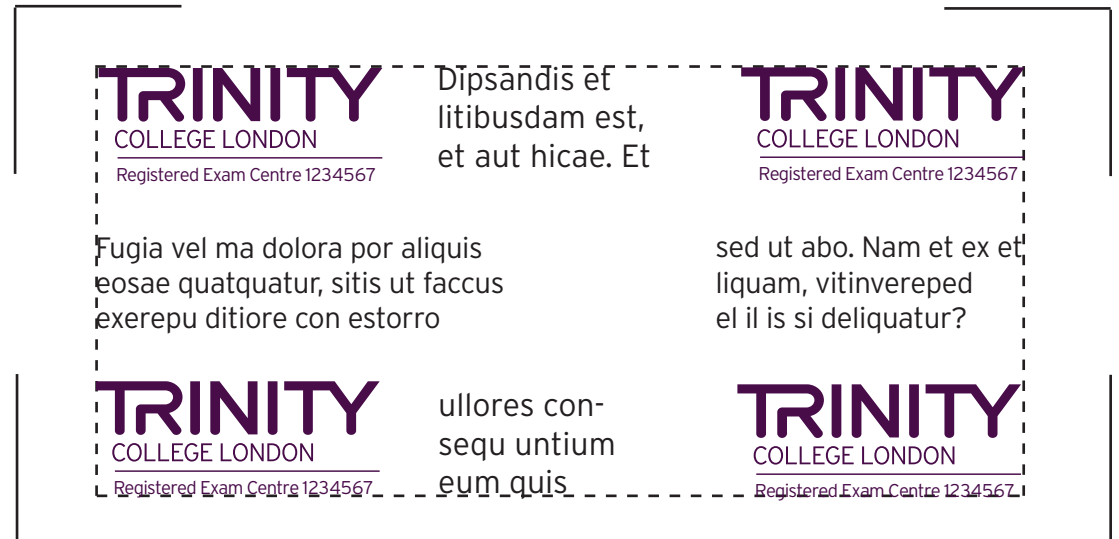 TRINITY
COLLEGE LONDON
Registered Exam Centre 1234567
Dipsandis et
litibusdam est,
et aut hicae. Et
TRINITY
COLLEGE LONDON
Registered Exam Centre 1234567
Fugia vel ma dolora por aliquis
eosae quatquatur, sitis ut faccus
exerepu ditiore con estorro
sed ut abo. Nam et ex et
liquam, vitinvereped
el il is si deliquatur?
TRINITY
COLLEGE LONDON
Registered Exam Centre 1234567
ullores con-
sequ untium
eum quis
TRINITY
COLLEGE LONDON
Registered Exam Centre 1234567